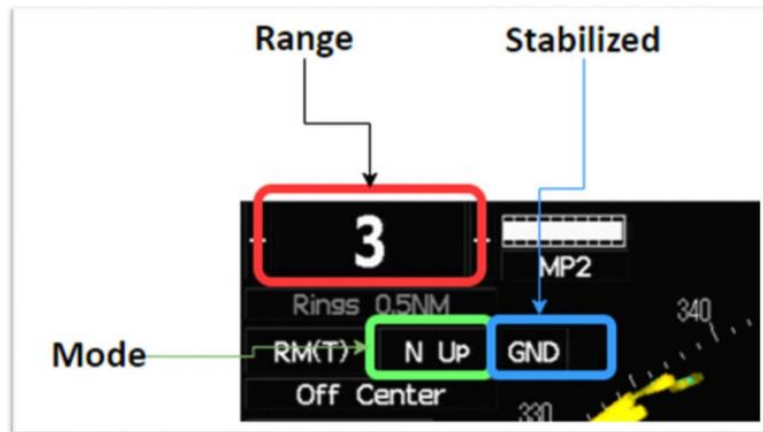 Range
Stabilized
3
MP2
Rings 0.5NM
340
Mode
RM(T)
N Up
GND
Off Center
330